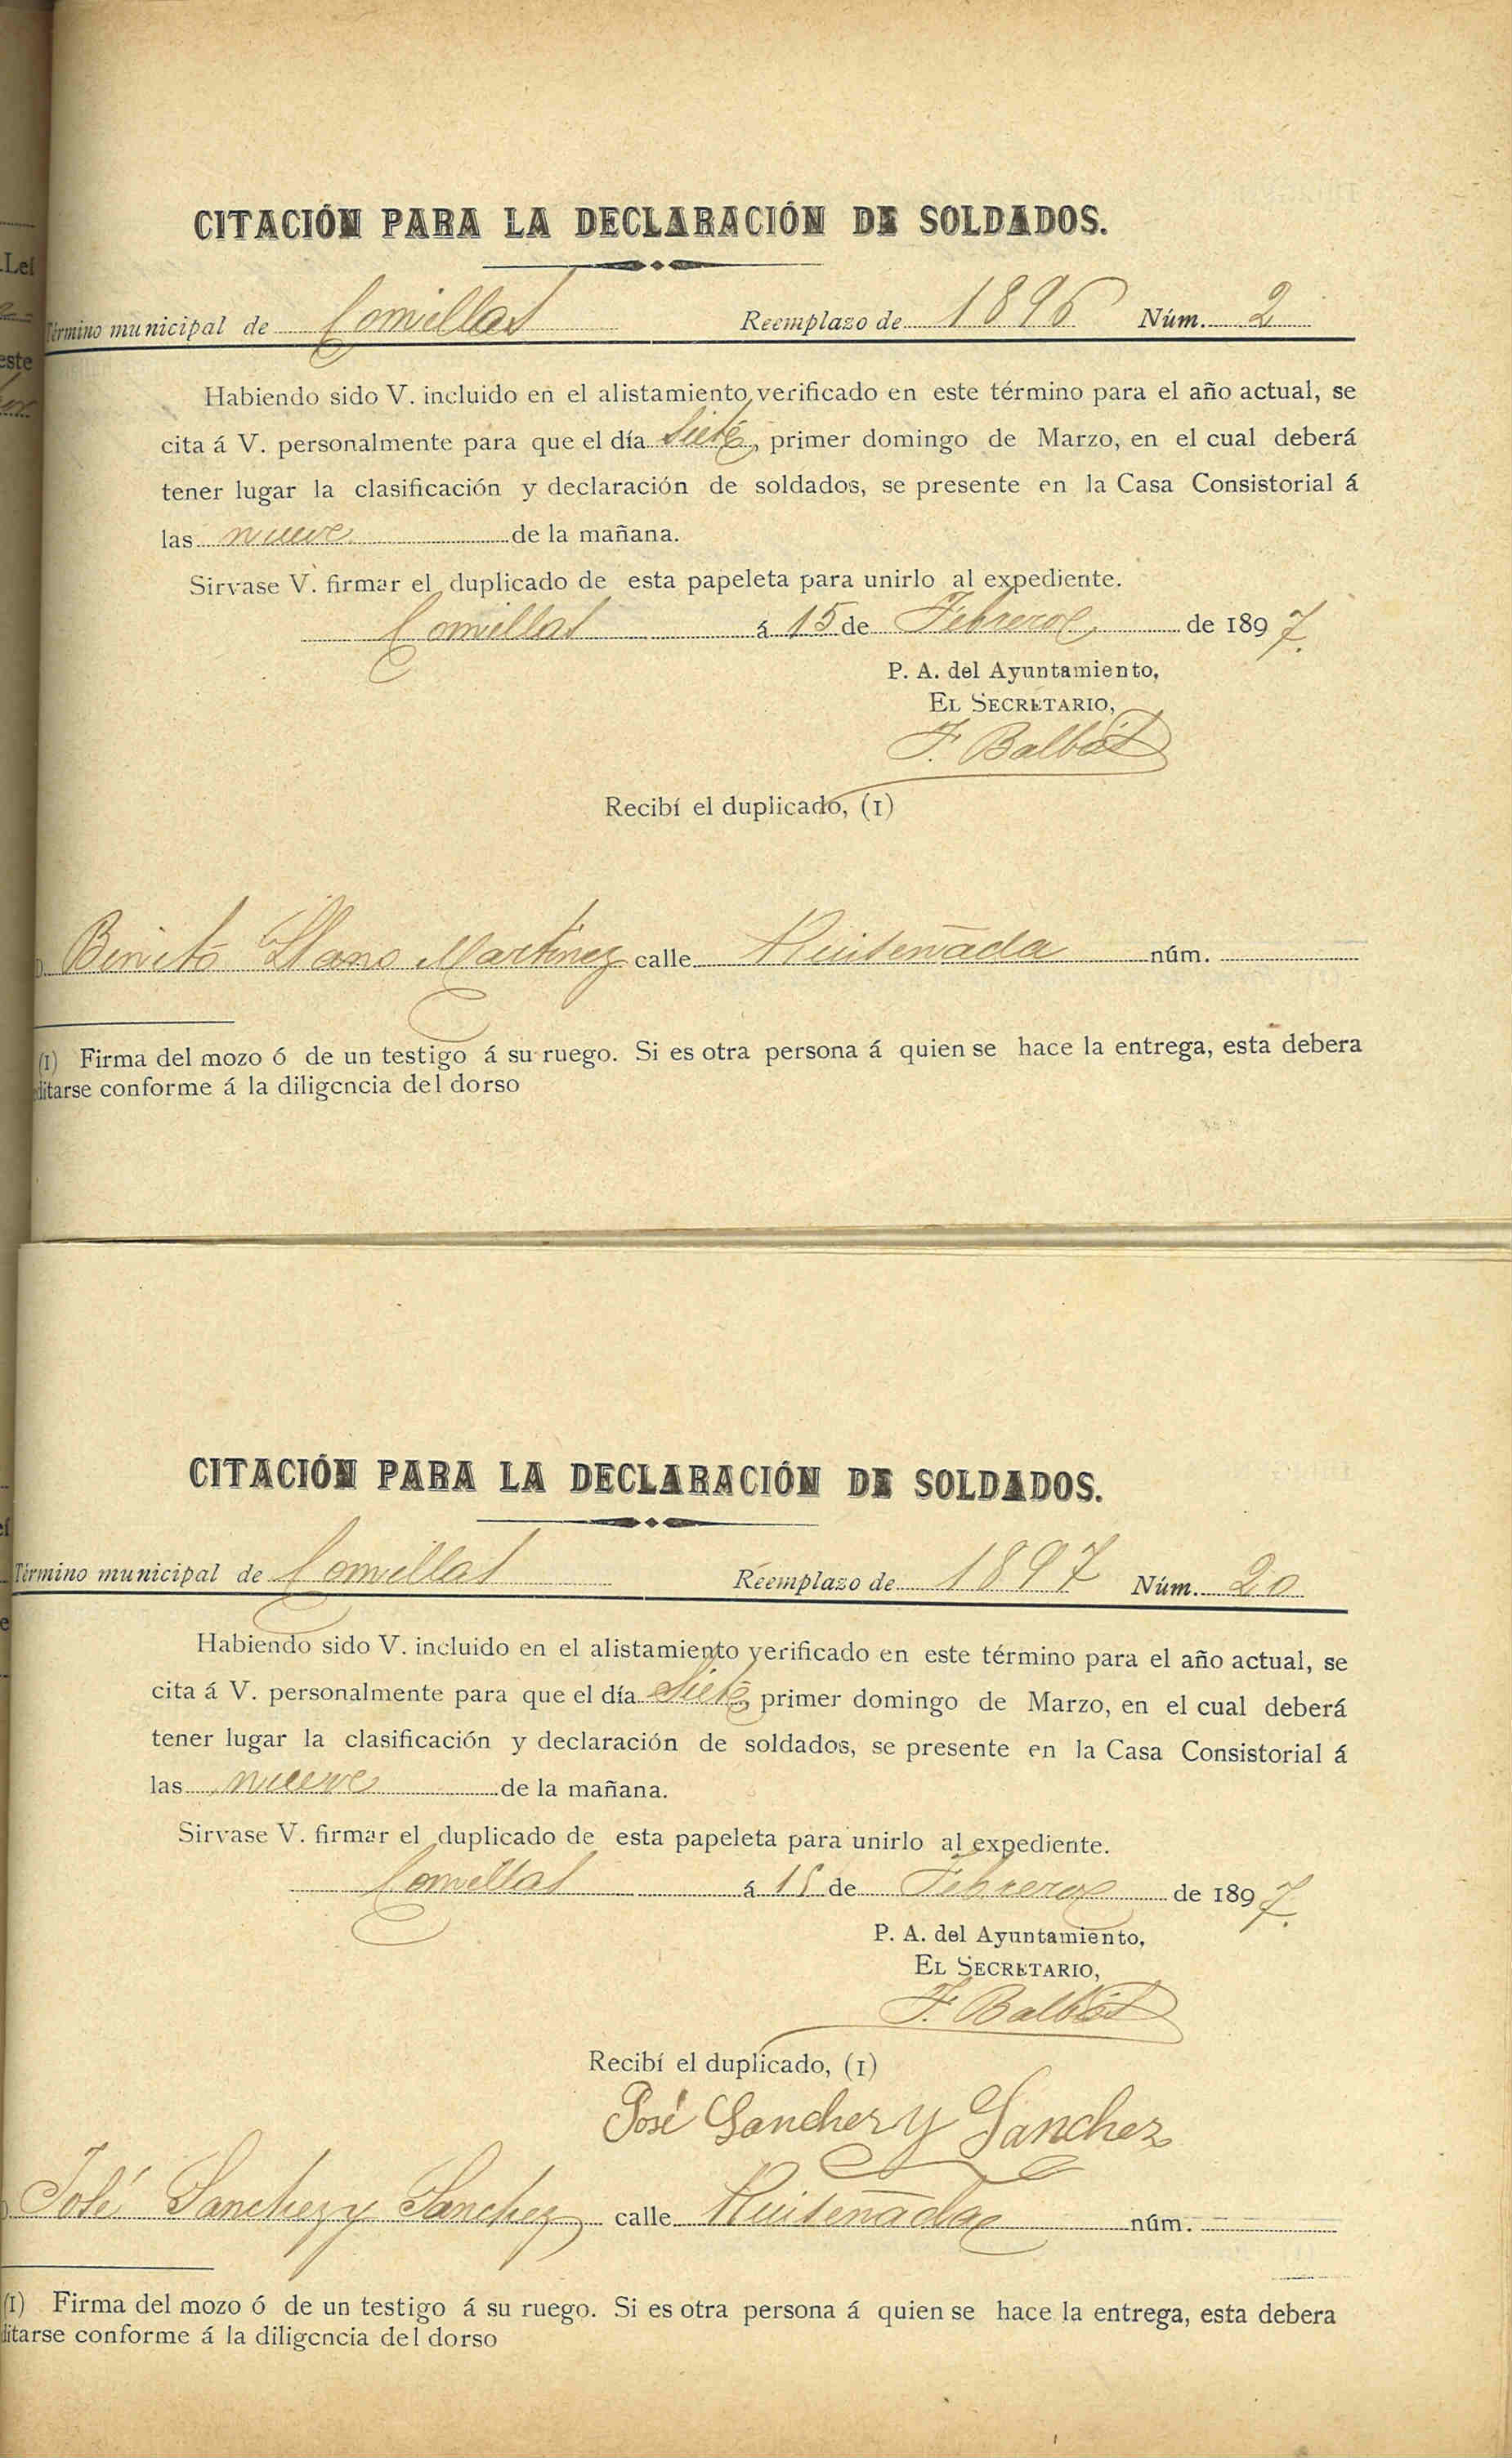 CITACIÓN PARA LA DECLARACIÓN DE SOLDADOS.
Término municipal de Comillas Reemplazo de 1896 Núm. 2
Habiendo sido V. incluido en el alistamiento verificado en este término para el año actual, se
cita á V. personalmente para que el día siete, primer domingo de Marzo, en el cual deberá
tener lugar la clasificación y declaración de soldados, se presente en la Casa Consistorial á
las nueve de la mañana.
Sirvase V. firmar el duplicado de esta papeleta para unirlo al expediente.
Comillas á 15 de Febrero de 1897.
P. A. del Ayuntamiento,
EL SECRETARIO,
F. Balbás
Recibí el duplicado, (1)
D. Benito Llano Martinez calle Ruiseñada núm.
(1) Firma del mozo ó de un testigo á su ruego. Si es otra persona á quien se hace la entrega, esta debera
ditarse conforme á la diligencia del dorso
CITACIÓN PARA LA DECLARACIÓN DE SOLDADOS.
Término municipal de Comillas Reemplazo de 1897 Núm. 20
Habiendo sido V. incluido en el alistamiento verificado en este término para el año actual, se
cita á V. personalmente para que el día siete, primer domingo de Marzo, en el cual deberá
tener lugar la clasificación y declaración de soldados, se presente en la Casa Consistorial á
las nueve de la mañana.
Sirvase V. firmar el duplicado de esta papeleta para unirlo al expediente.
Comillas á 15 de Febrero de 1897.
P. A. del Ayuntamiento,
EL SECRETARIO,
F. Balbás
Recibí el duplicado, (1)
José Sanchez y Sanchez
José Sanchez y Sanchez calle Ruiseñada núm.
(1) Firma del mozo ó de un testigo á su ruego. Si es otra persona á quien se hace la entrega, esta debera
ditarse conforme á la diligencia del dorso